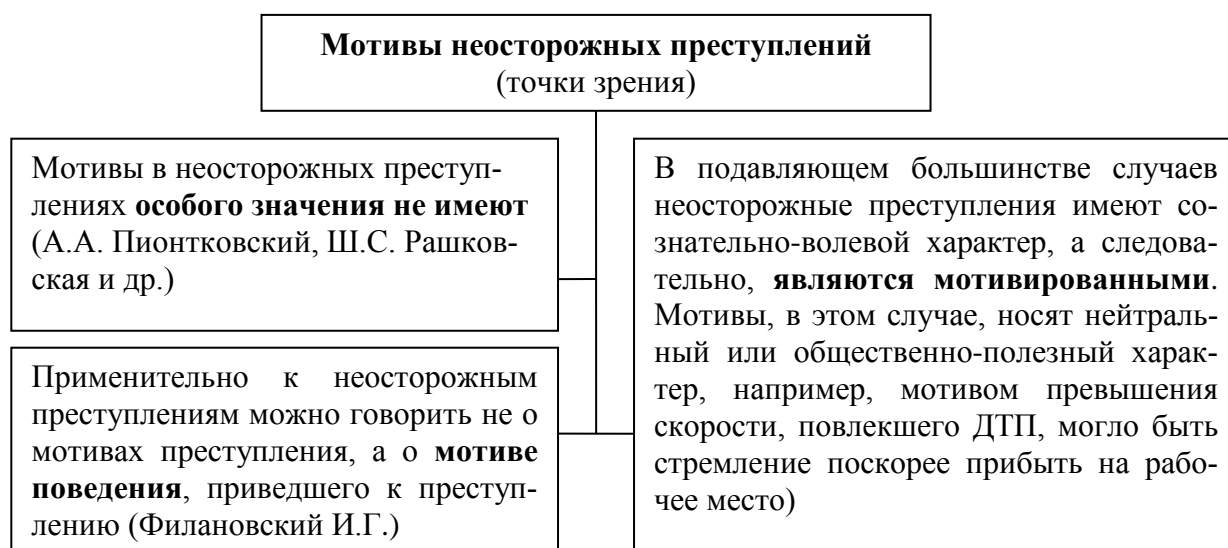 Мотивы неосторожных преступлений
(точки зрения)
Мотивы в неосторожных преступ-
лениях особого значения не имеют
(А.А. Пионтковский, Ш.С. Рашков-
ская и др.)
Применительно к неосторожным
преступлениям можно говорить не о
мотивах преступления, а о мотиве
поведения, приведшего к преступ-
лению (Филановский И.Г.)
В подавляющем большинстве случаев
неосторожные преступления имеют со-
знательно-волевой характер, а следова-
тельно, являются мотивированными.
Мотивы, в этом случае, носят нейтраль-
ный или общественно-полезный харак-
тер, например, мотивом превышения
скорости, повлекшего ДТП, могло быть
стремление поскорее прибыть на рабо-
чее место)